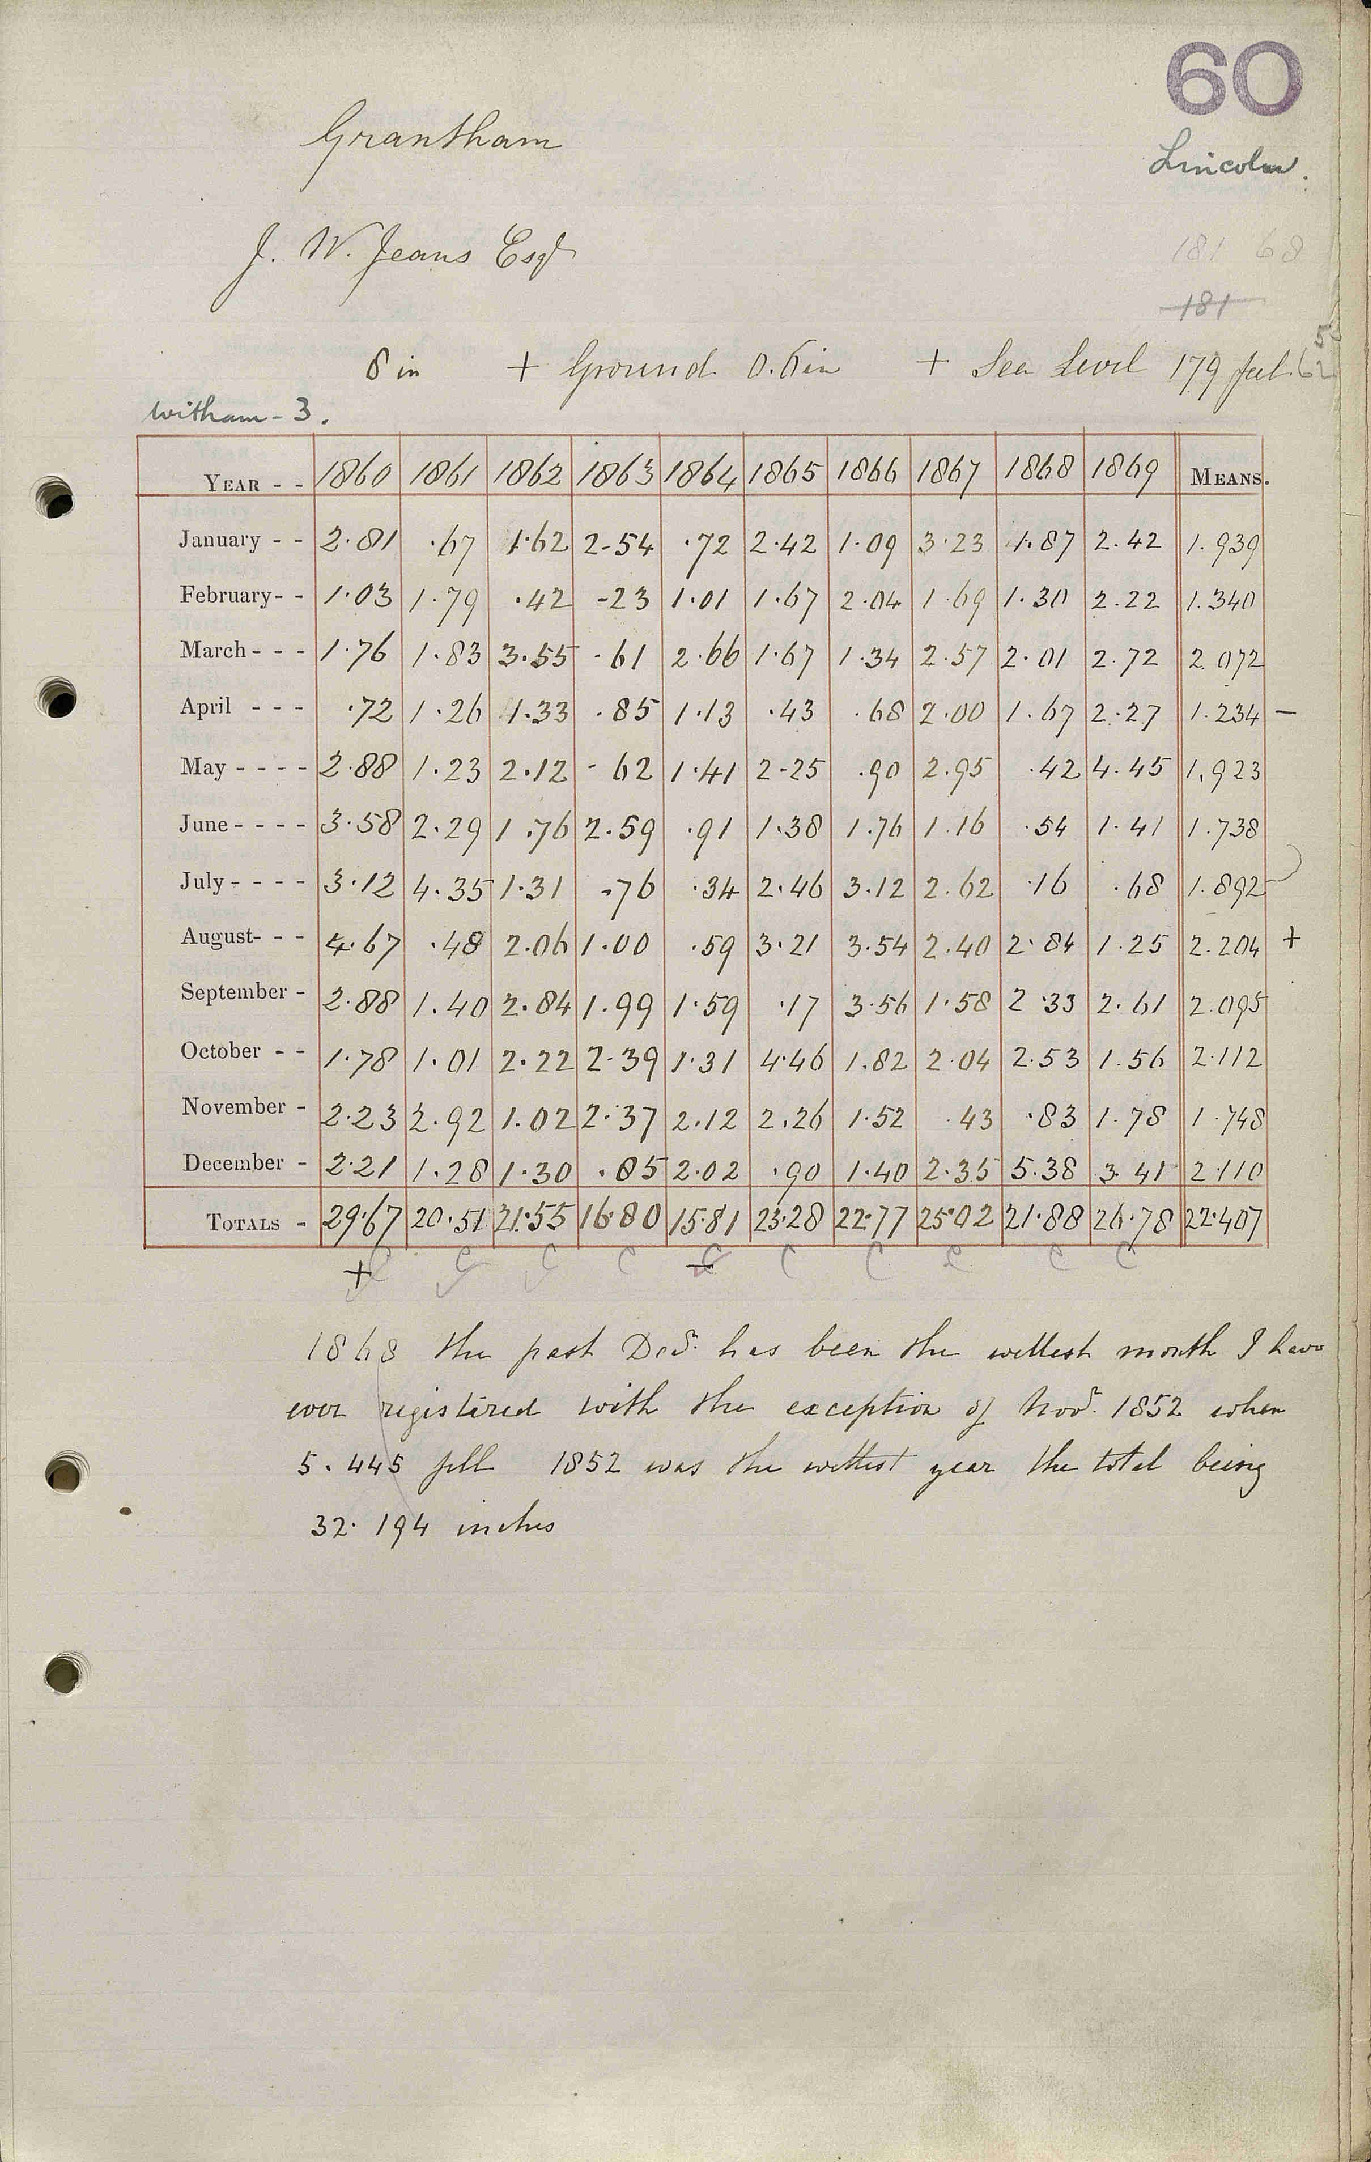 60
Grantham
Lincoln.
J. W. Jeans Esqr
181 68
181
8 in + Ground 0.6 in + Sea Level 179 feet
Witham - 3.
YEAR - - 1860 1861 1862 1863 1864 1865 1866 1867 1868 1869 MEANS.
January - - 2.81 .67 1.62 2.54 .72 2.42 1.09 3.23 1.87 2.42 1.939
February - - 1.03 1.79 .42 .23 1.01 1.67 2.04 1.69 1.30 2.22 1.340
March - - - 1.76 1.83 3.55 .61 2.66 1.67 1.34 2.57 2.01 2.72 2.072
April - - - .72 1.26 1.33 .85 1.13 .43 .68 2.00 1.67 2.27 1.234 —
May - - - - 2.88 1.23 2.12 .62 1.41 2.25 .90 2.95 .42 4.45 1.923
June - - - - 3.58 2.29 1.76 2.59 .91 1.38 1.76 1.16 .54 1.41 1.738
July - - - - 3.12 4.35 1.31 .76 .34 2.46 3.12 2.62 .16 .68 1.892
August - - - 4.67 .48 2.06 1.00 .59 3.21 3.54 2.40 2.84 1.25 2.204 +
September - 2.88 1.40 2.84 1.99 1.59 .17 3.56 1.58 2.33 2.61 2.095
October - - 1.78 1.01 2.22 2.39 1.31 4.46 1.82 2.04 2.53 1.56 2.112
November - 2.23 2.92 1.02 2.37 2.12 2.26 1.52 .43 .83 1.78 1.748
December - 2.21 1.28 1.30 .85 2.02 .90 1.40 2.35 5.38 3.41 2.110
TOTALS - 29.67 20.51 21.55 16.80 15.81 23.28 22.77 25.02 21.88 26.78 22.407
+ C C C C — C C C C C C
1868 the past Decr. has been the wettest month I have
ever registered with the exception of Novr. 1852 when
5.445 fell 1852 was the wettest year the total being
32.194 inches